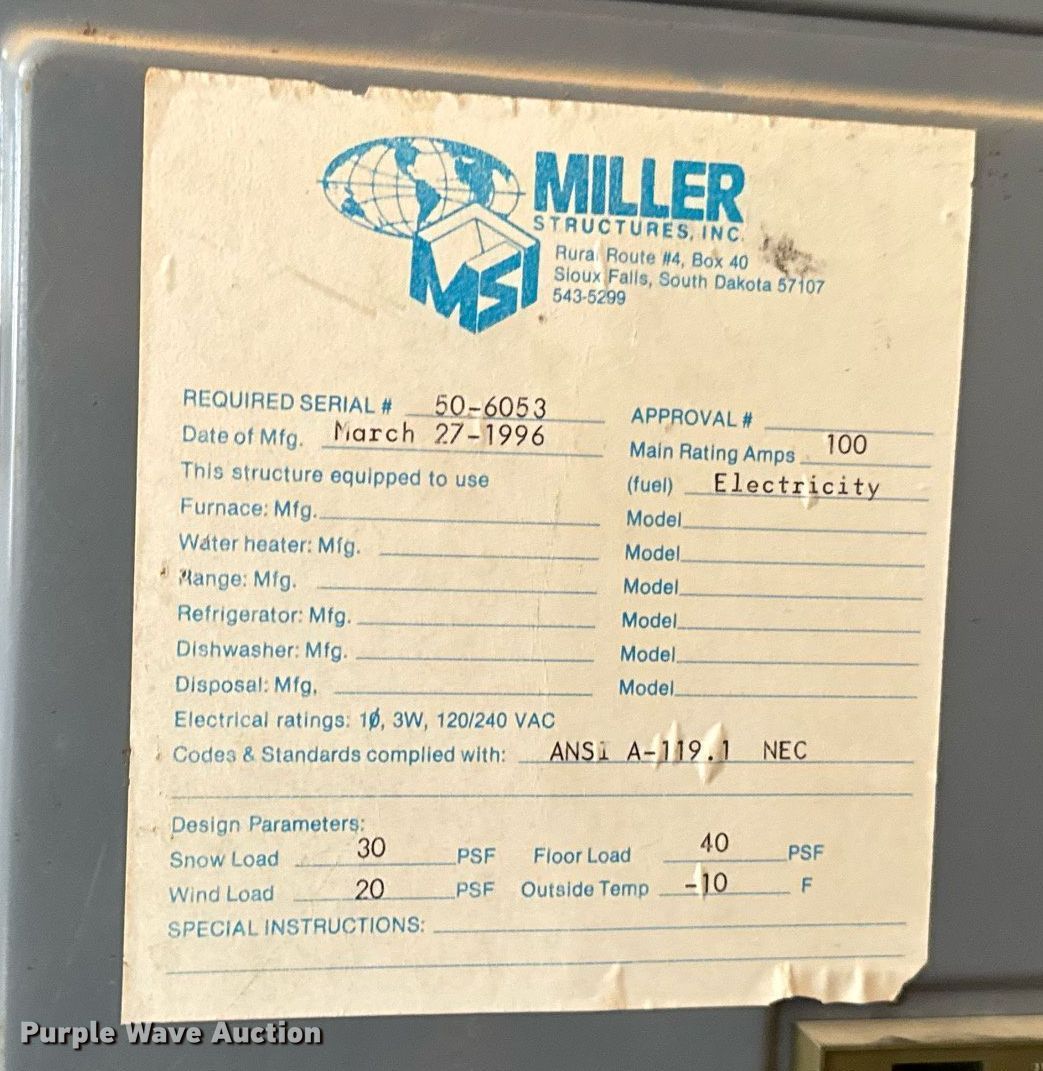 MILLER
STRUCTURES, INC.
MSI
Rural Route #4, Box 40
Sioux Falls, South Dakota 57107
543-5299
REQUIRED SERIAL # 50-6053 APPROVAL #
Date of Mfg. March 27-1996 Main Rating Amps 100
This structure equipped to use (fuel) Electricity
Furnace: Mfg. Model
Water heater: Mfg. Model
Range: Mfg. Model
Refrigerator: Mfg. Model
Dishwasher: Mfg. Model
Disposal: Mfg. Model
Electrical ratings: 1ø, 3W, 120/240 VAC
Codes & Standards complied with: ANSI A-119.1 NEC
Design Parameters:
Snow Load 30 PSF Floor Load 40 PSF
Wind Load 20 PSF Outside Temp -10 F
SPECIAL INSTRUCTIONS:
Purple Wave Auction